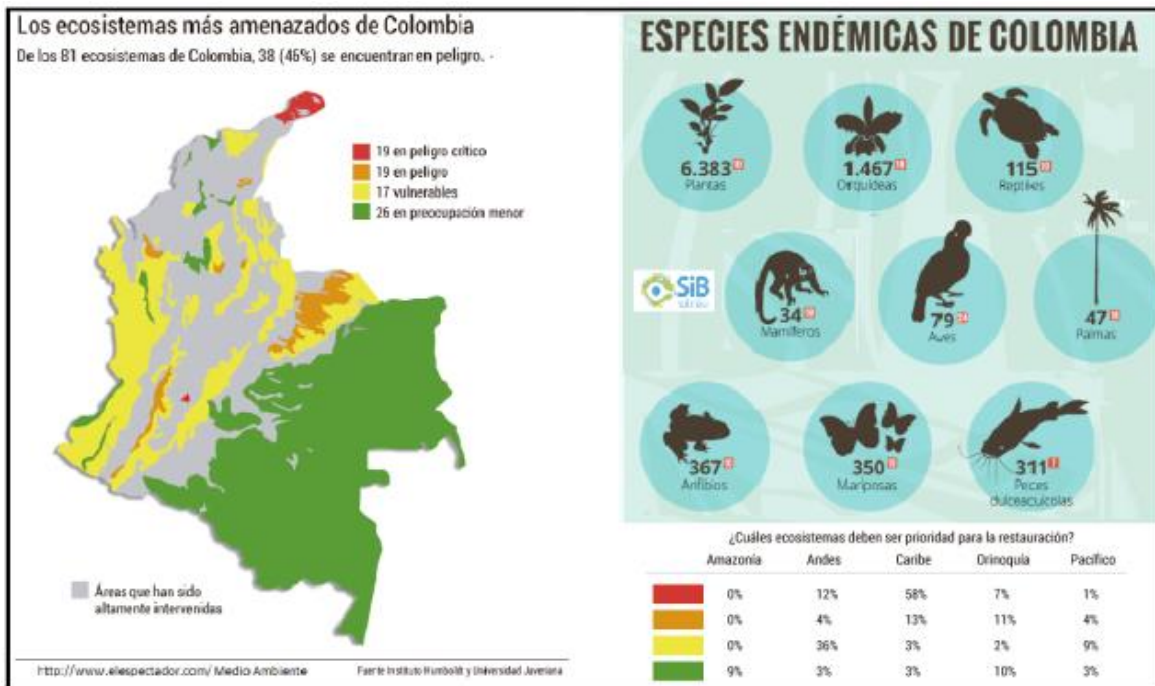 Los ecosistemas más amenazados de Colombia
De los 81 ecosistemas de Colombia, 38 (46%) se encuentran en peligro.
19 en peligro crítico
19 en peligro
17 vulnerables
26 en preocupación menor
Áreas que han sido
altamente intervenidas
http://www.elespectador.com/ Medio Ambiente
Fuente Instituto Humboldt y Universidad Javeriana
ESPECIES ENDÉMICAS DE COLOMBIA
6.383
Plantas
1.467
Orquídeas
115
Reptiles
SiB
34
Mamíferos
79
Aves
47
Palmas
367
Anfibios
350
Mariposas
311
Peces
dulceacuícolas
¿Cuáles ecosistemas deben ser prioridad para la restauración?
Amazonía Andes Caribe Orinoquía Pacífico
0% 12% 58% 7% 1%
0% 4% 13% 11% 4%
0% 36% 3% 2% 9%
9% 3% 3% 10% 3%